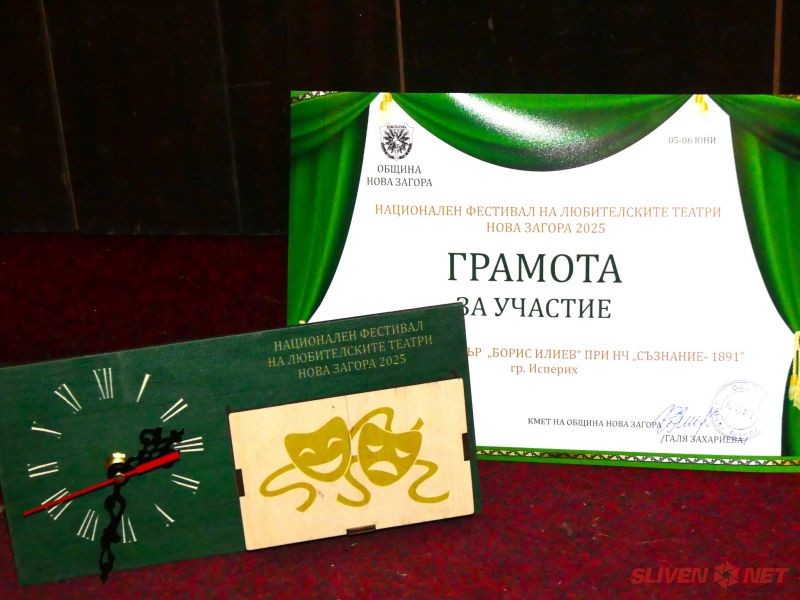 ОБЩИНА
НОВА ЗАГОРА
05-06 ЮНИ
НАЦИОНАЛЕН ФЕСТИВАЛ НА ЛЮБИТЕЛСКИТЕ ТЕАТРИ
НОВА ЗАГОРА 2025
ГРАМОТА
ЗА УЧАСТИЕ
„БОРИС ИЛИЕВ“ ПРИ НЧ „СЪЗНАНИЕ- 1891"
гр. Исперих
КМЕТ НА ОБЩИНА НОВА ЗАГОРА
/ГАЛЯ ЗАХАРИЕВА/
НАЦИОНАЛЕН ФЕСТИВАЛ
НА ЛЮБИТЕЛСКИТЕ ТЕАТРИ
НОВА ЗАГОРА 2025
SLIVEN NET